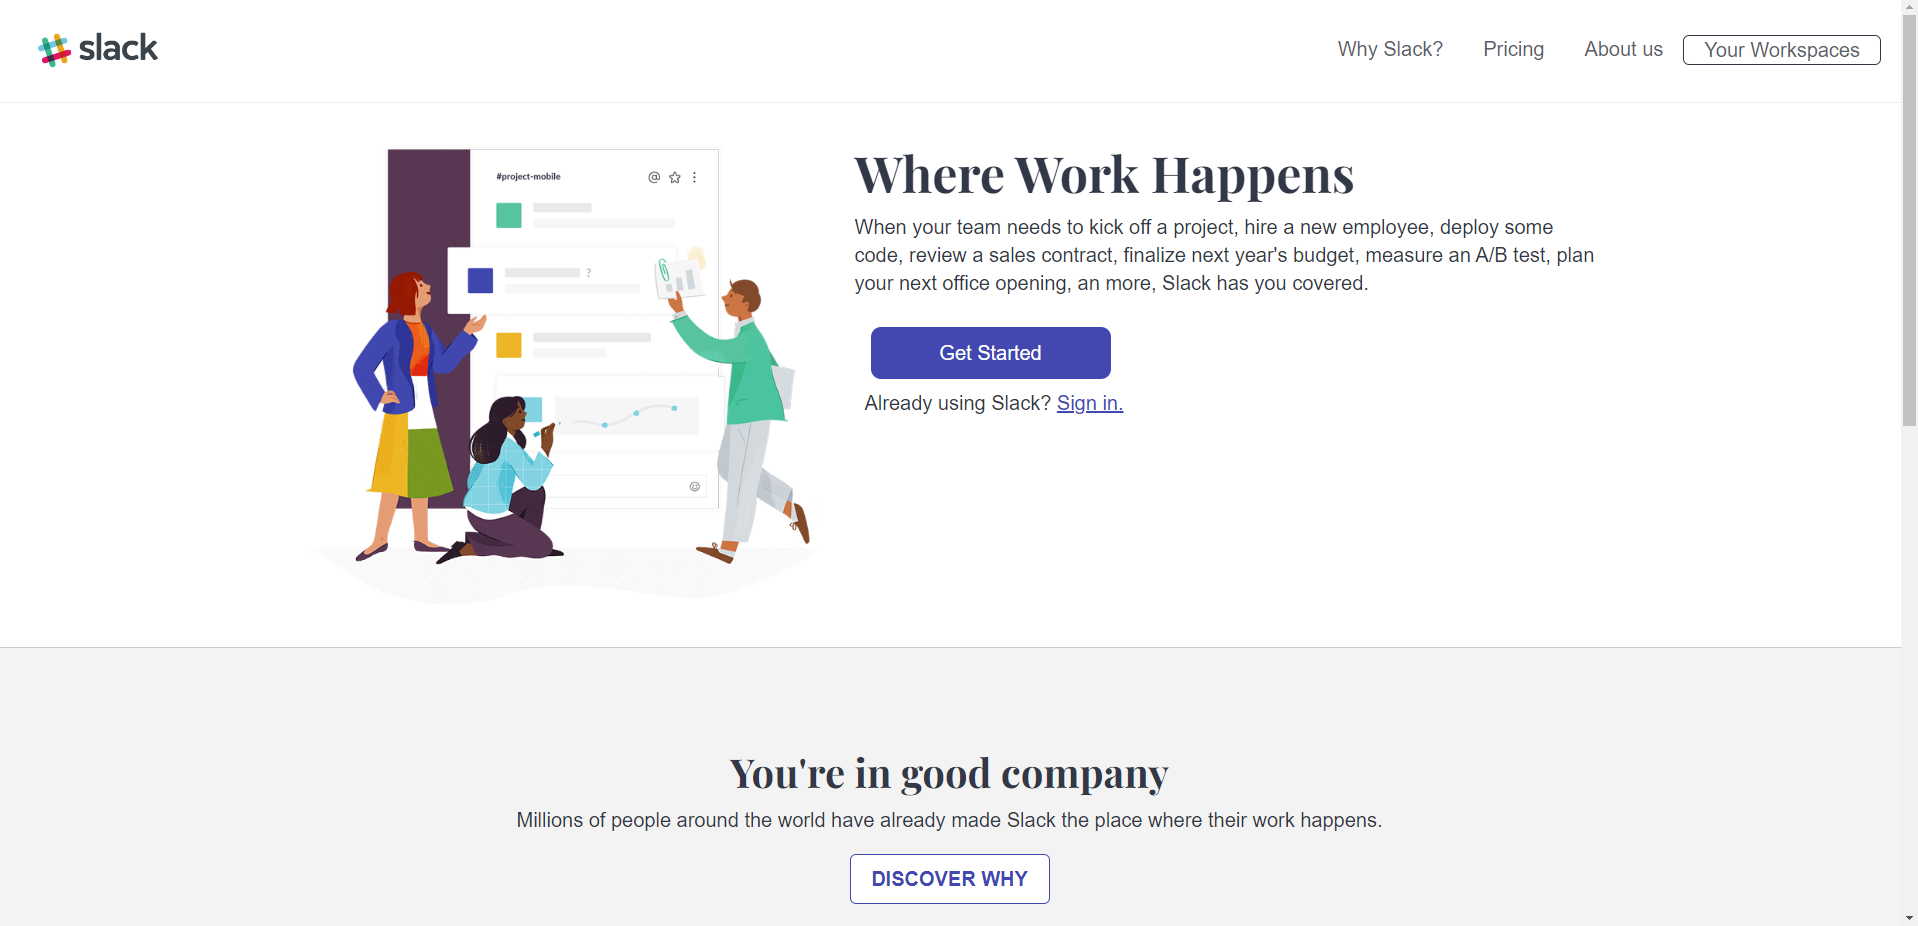 slack
Why Slack? Pricing About us Your Workspaces
#project-mobile
?
Where Work Happens
When your team needs to kick off a project, hire a new employee, deploy some
code, review a sales contract, finalize next year's budget, measure an A/B test, plan
your next office opening, an more, Slack has you covered.
Get Started
Already using Slack? Sign in.
You're in good company
Millions of people around the world have already made Slack the place where their work happens.
DISCOVER WHY